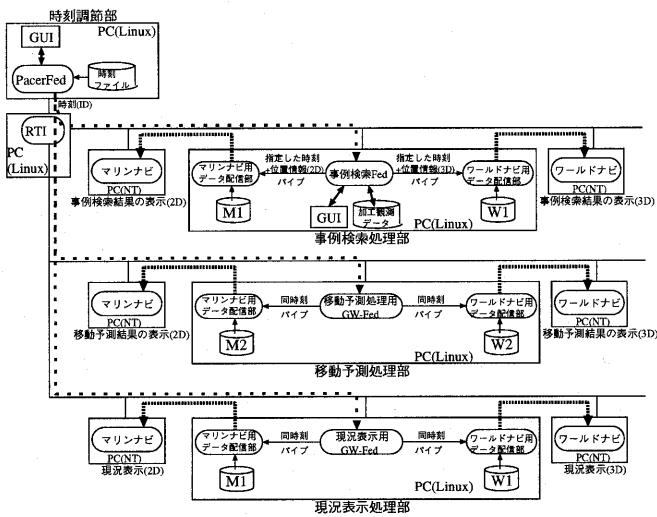 時刻調節部
PC(Linux)
GUI
PacerFed
時刻
ファイル
時刻(ID)
RTI
PC
(Linux)
マリンナビ
PC(NT)
事例検索結果の表示(2D)
マリンナビ用
データ配信部
指定した時刻
+位置情報(2D)
パイプ
事例検索Fed
指定した時刻
+位置情報(3D)
パイプ
ワールドナビ用
データ配信部
M1
GUI
加工観測
データ
W1
PC(Linux)
事例検索処理部
ワールドナビ
PC(NT)
事例検索結果の表示(3D)
マリンナビ
PC(NT)
移動予測結果の表示(2D)
マリンナビ用
データ配信部
同時刻
パイプ
移動予測処理用
GW-Fed
同時刻
パイプ
ワールドナビ用
データ配信部
M2
W2
PC(Linux)
移動予測処理部
ワールドナビ
PC(NT)
移動予測結果の表示(3D)
マリンナビ
PC(NT)
現況表示(2D)
マリンナビ用
データ配信部
同時刻
パイプ
現況表示用
GW-Fed
同時刻
パイプ
ワールドナビ用
データ配信部
M1
W1
PC(Linux)
現況表示処理部
ワールドナビ
PC(NT)
現況表示(3D)